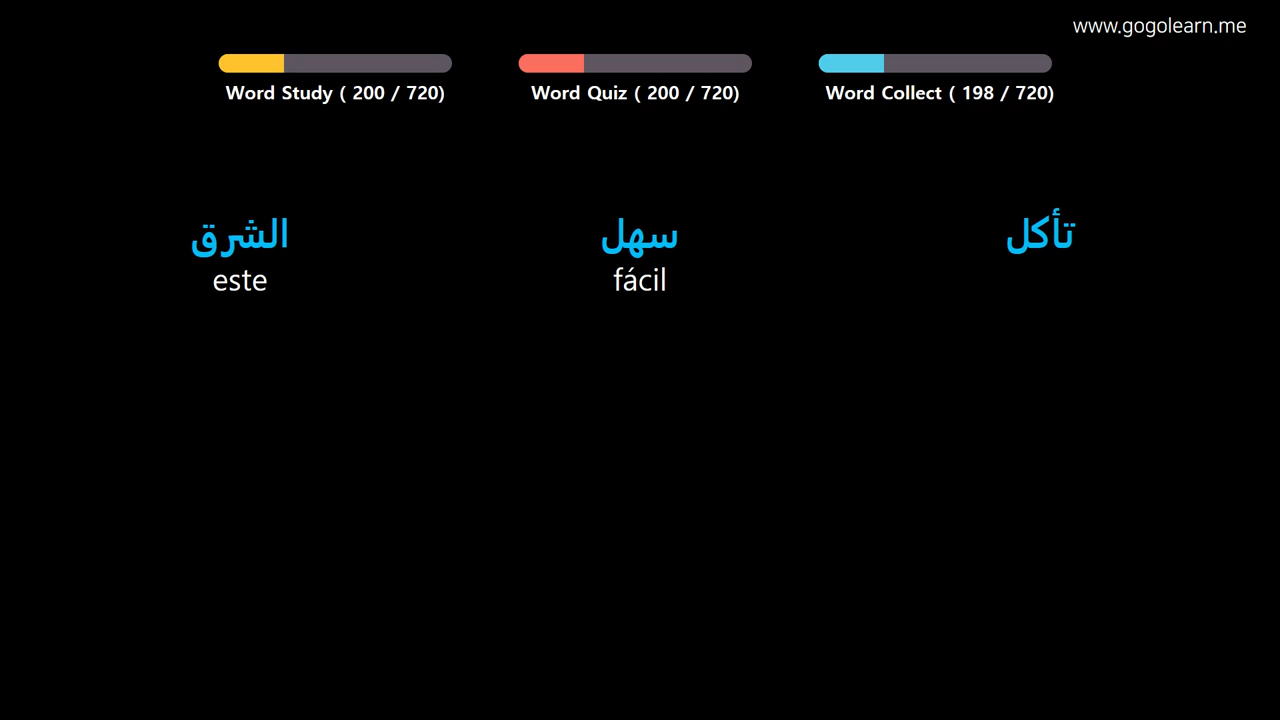 www.gogolearn.me
Word Study ( 200 / 720)
Word Quiz ( 200 / 720)
Word Collect ( 198 / 720)
الشرق
este
سهل
fácil
تأكل